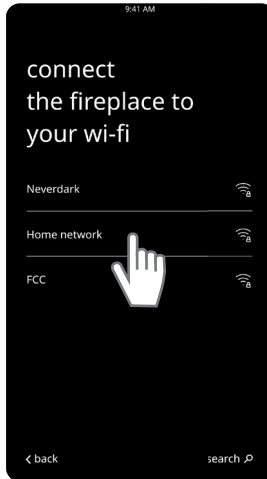 9:41 AM
connect
the fireplace to
your wi-fi
Neverdark
Home network
FCC
back
search